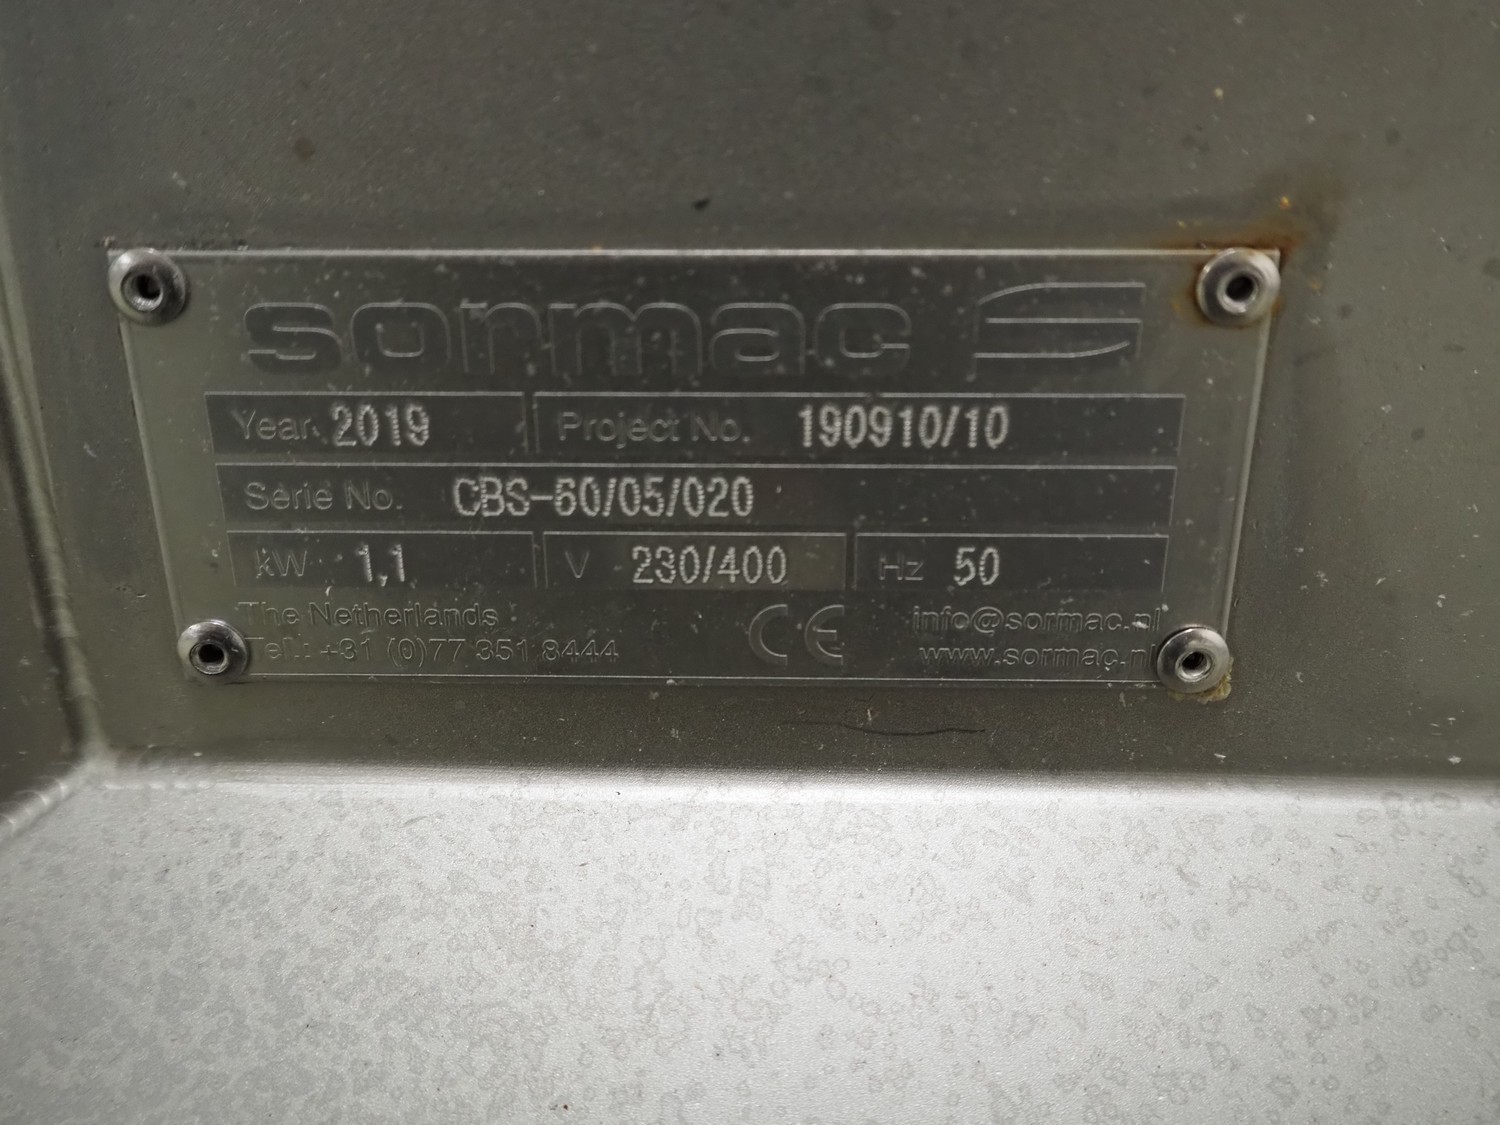 sormac
Year 2019 Project No. 190910/10
Serie No. CBS-60/05/020
kW 1,1 V 230/400 Hz 50
The Netherlands
Tel.: +31 (0)77 351 8444
CE
info@sormac.nl
www.sormac.nl